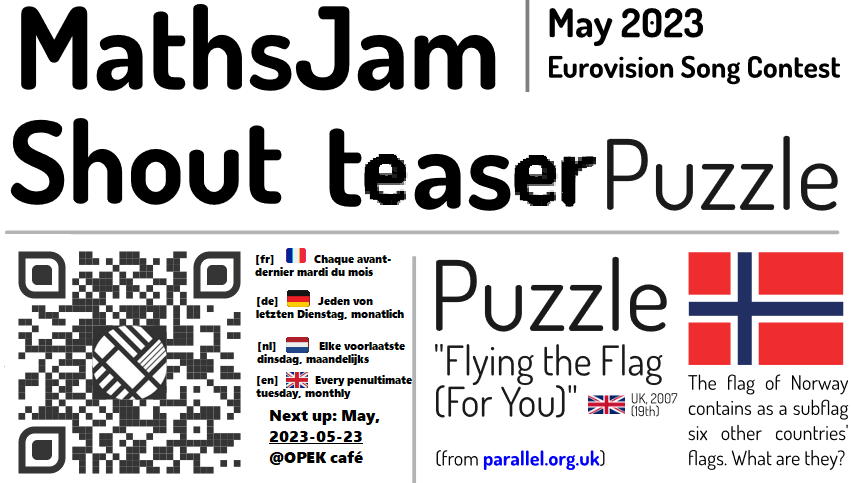 MathsJam
May 2023
Eurovision Song Contest
Shout teaser Puzzle
[fr] Chaque avant-
dernier mardi du mois
[de] Jeden von
letzten Dienstag, monatlich
[nl] Elke voorlaatste
dinsdag, maandelijks
[en] Every penultimate
tuesday, monthly
Next up: May,
2023-05-23
@OPEK café
Puzzle
"Flying the Flag
(For You)"
UK, 2007
(19th)
(from parallel.org.uk)
The flag of Norway
contains as a subflag
six other countries'
flags. What are they?